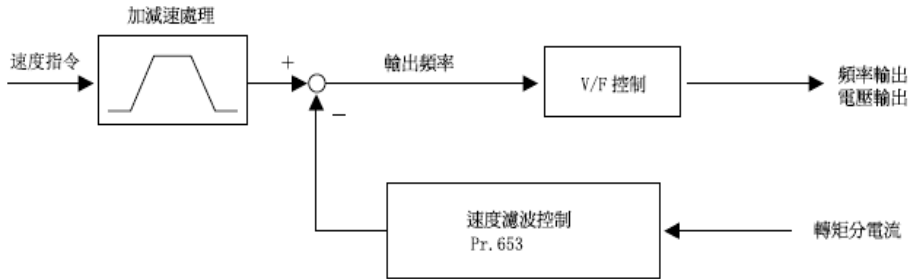 加減速處理
速度指令
+
輸出頻率
V/F 控制
頻率輸出
電壓輸出
−
速度濾波控制
Pr.653
轉矩分電流